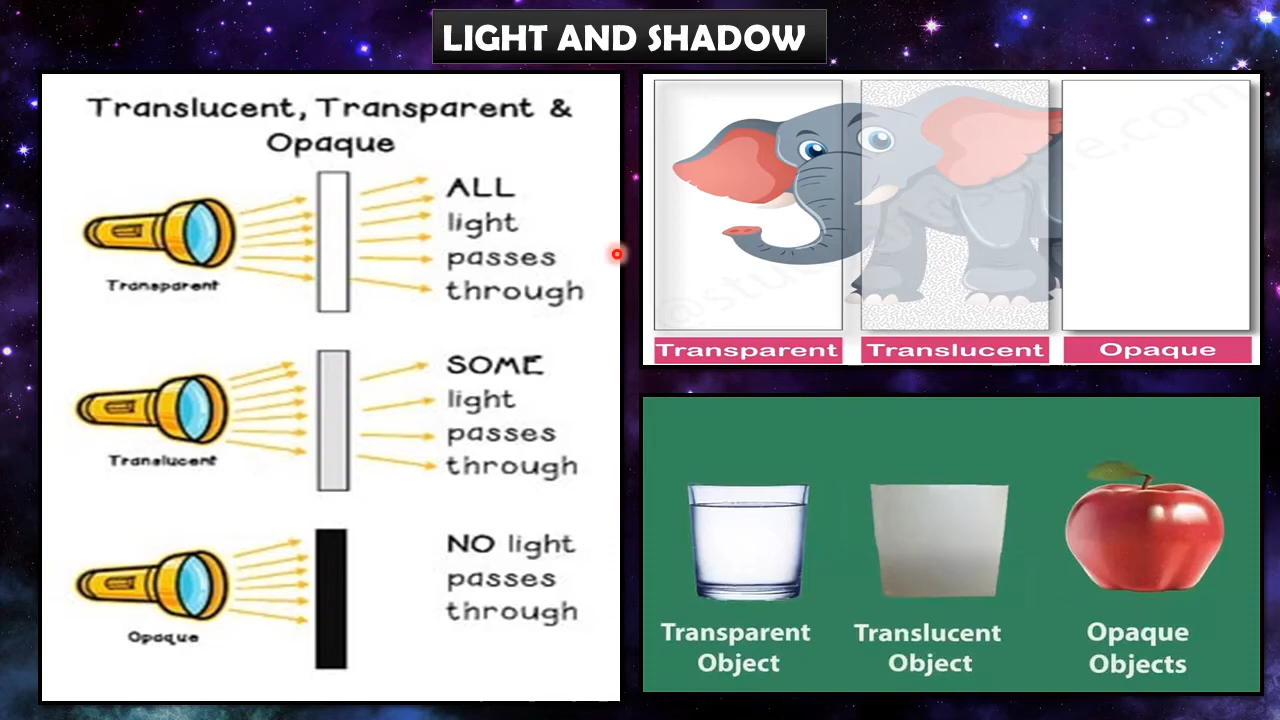 LIGHT AND SHADOW
Translucent, Transparent &
Opaque
Transparent
ALL
light
passes
through
Translucent
SOME
light
passes
through
Opaque
NO light
passes
through
Transparent
Translucent
Opaque
Transparent
Object
Translucent
Object
Opaque
Objects